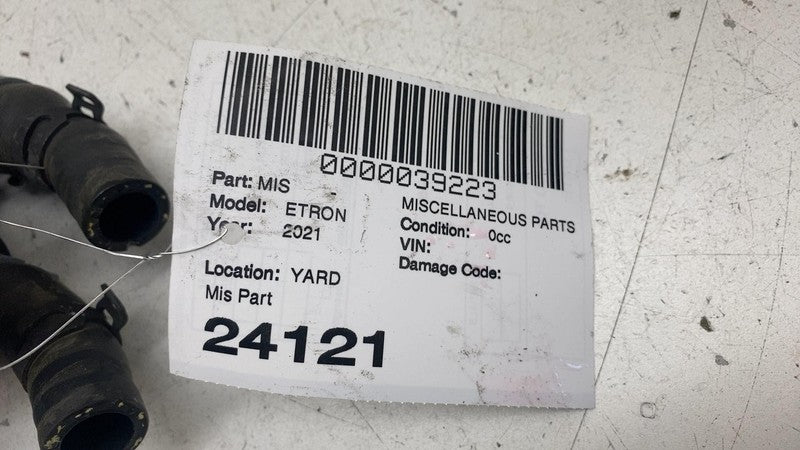 0000039223
Part: MIS
MISCELLANEOUS PARTS
Model: ETRON
Condition: 0cc
Year: 2021
VIN:
Damage Code:
Location: YARD
Mis Part
24121